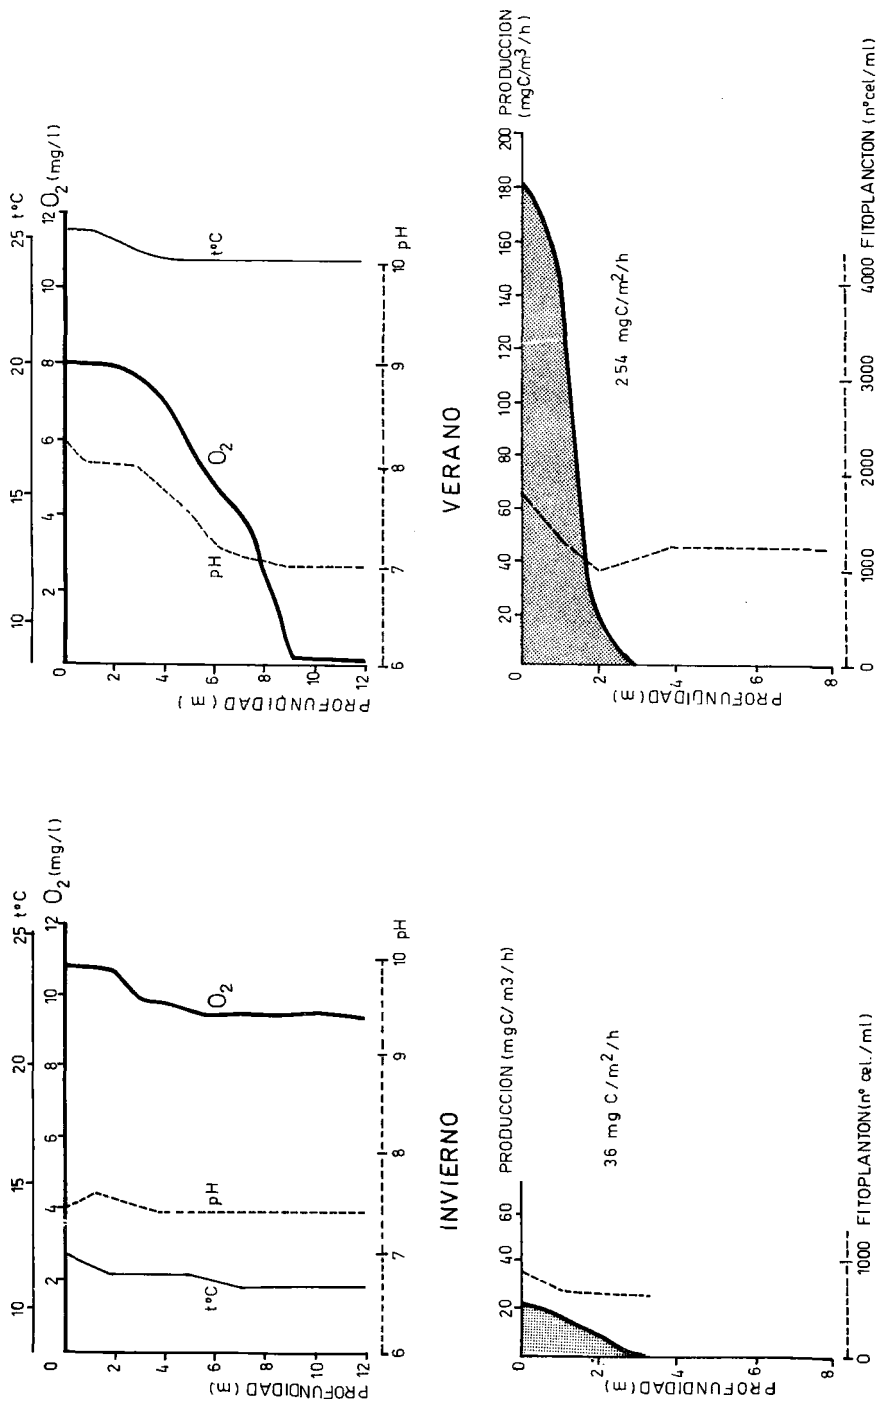 10 15 20 25 t°C
0 2 4 6 8 10 12 O₂ (mg/l)
2
4
6
8
10
12
PROFUNDIDAD (m)
t°C
pH
O₂
6 7 8 9 10 pH
INVIERNO
PRODUCCION (mgC/m3/h)
0 20 40 60
2
4
6
8
PROFUNDIDAD (m)
36 mg C/m²/h
0 1000 FITOPLANTON (nº cel./ml)
10 15 20 25 t°C
0 2 4 6 8 10 12 O₂ (mg/l)
2
4
6
8
10
12
PROFUNDIDAD (m)
pH
O₂
t°C
6 7 8 9 10 pH
VERANO
PRODUCCION
(mgC/m³/h)
0 20 40 60 80 100 120 140 160 180 200
2
4
6
8
PROFUNDIDAD (m)
254 mgC/m²/h
0 1000 2000 3000 4000 FITOPLANCTON (nºcel/ml)